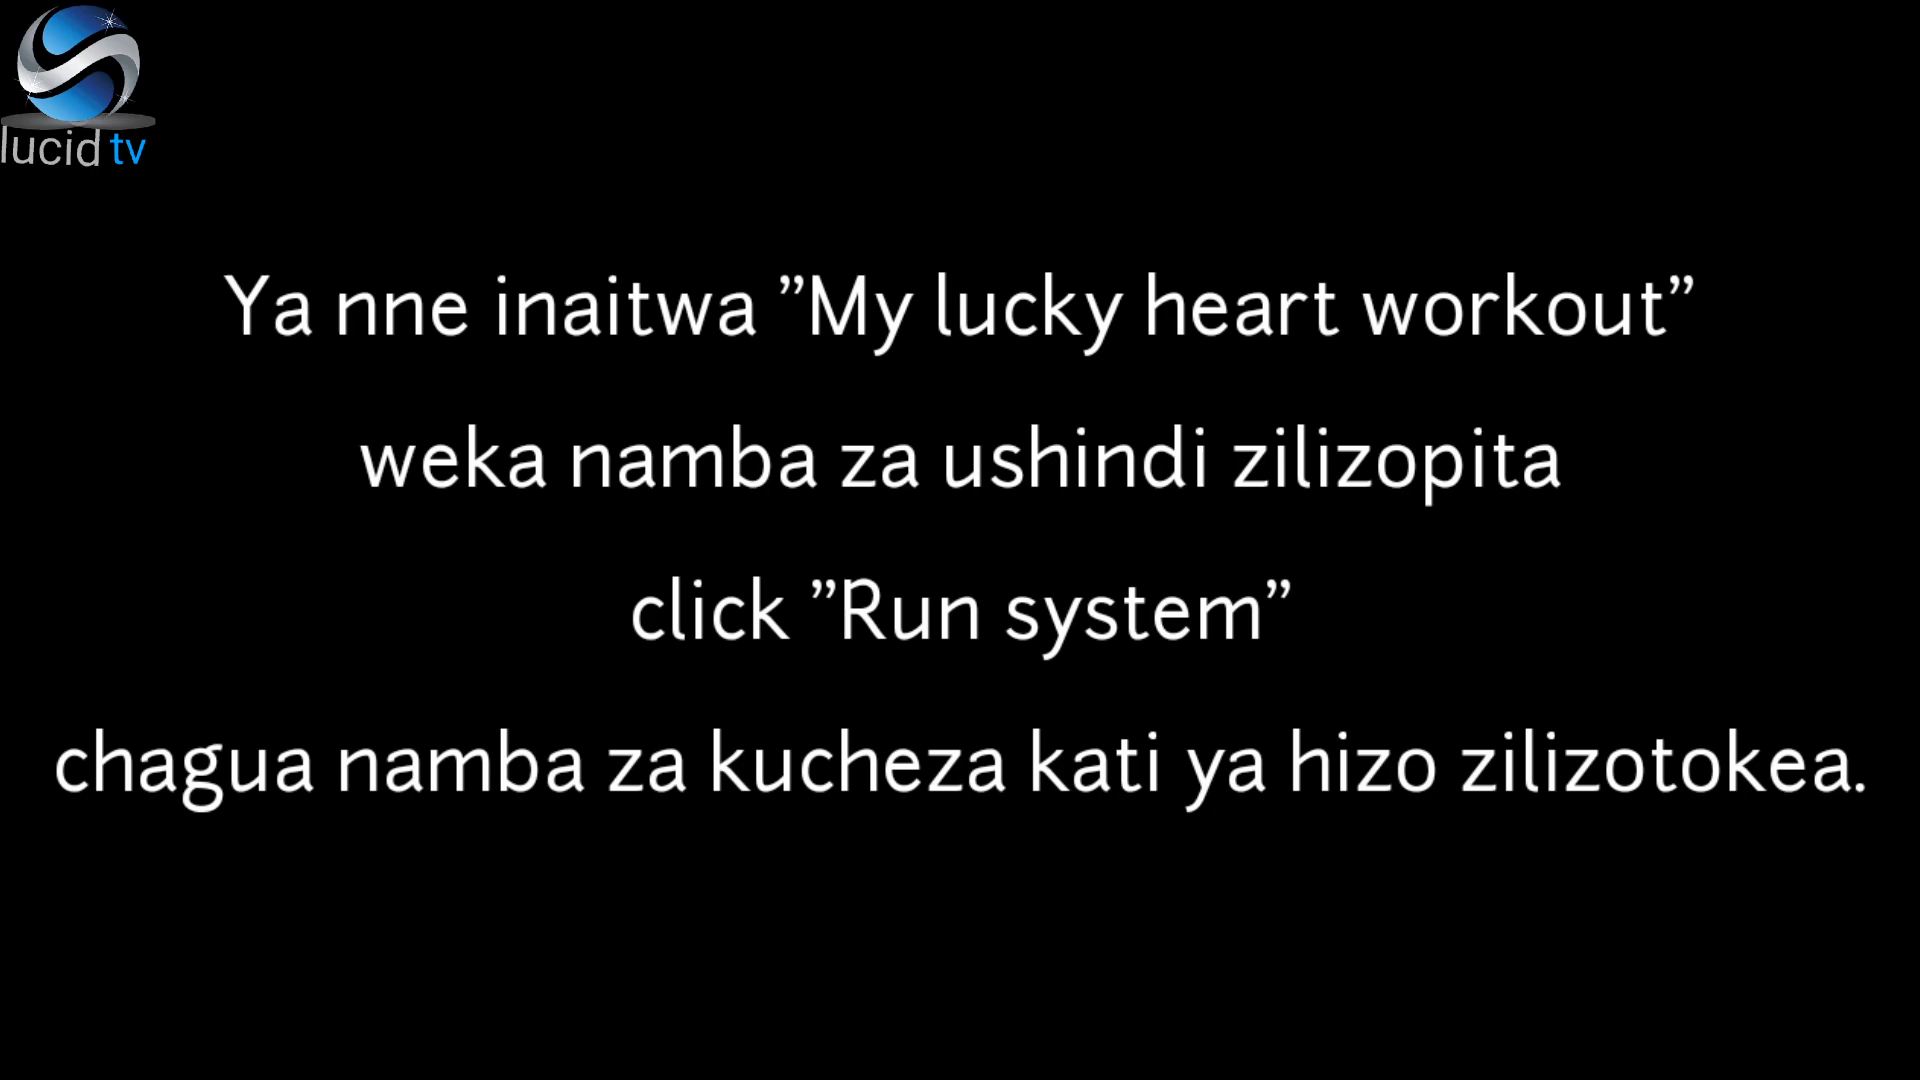 lucid tv
Ya nne inaitwa ”My lucky heart workout”
weka namba za ushindi zilizopita
click ”Run system”
chagua namba za kucheza kati ya hizo zilizotokea.